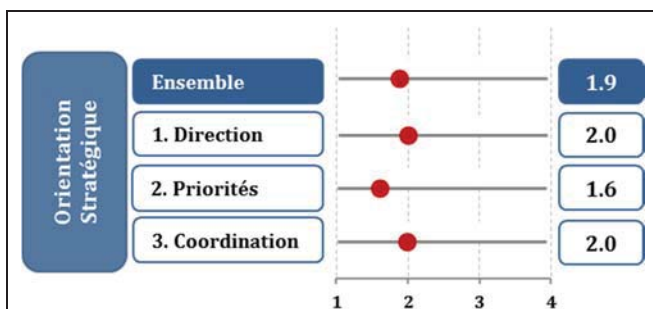 Orientation
Stratégique
Ensemble
1.9
1. Direction
2.0
2. Priorités
1.6
3. Coordination
2.0
1 2 3 4